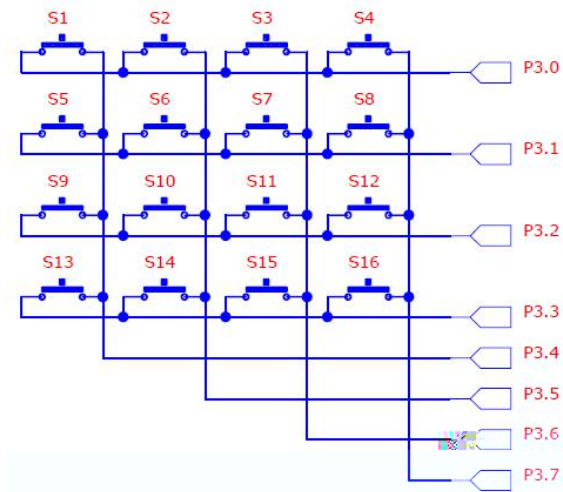 S1 S2 S3 S4
P3.0
S5 S6 S7 S8
P3.1
S9 S10 S11 S12
P3.2
S13 S14 S15 S16
P3.3
P3.4
P3.5
P3.6
P3.7